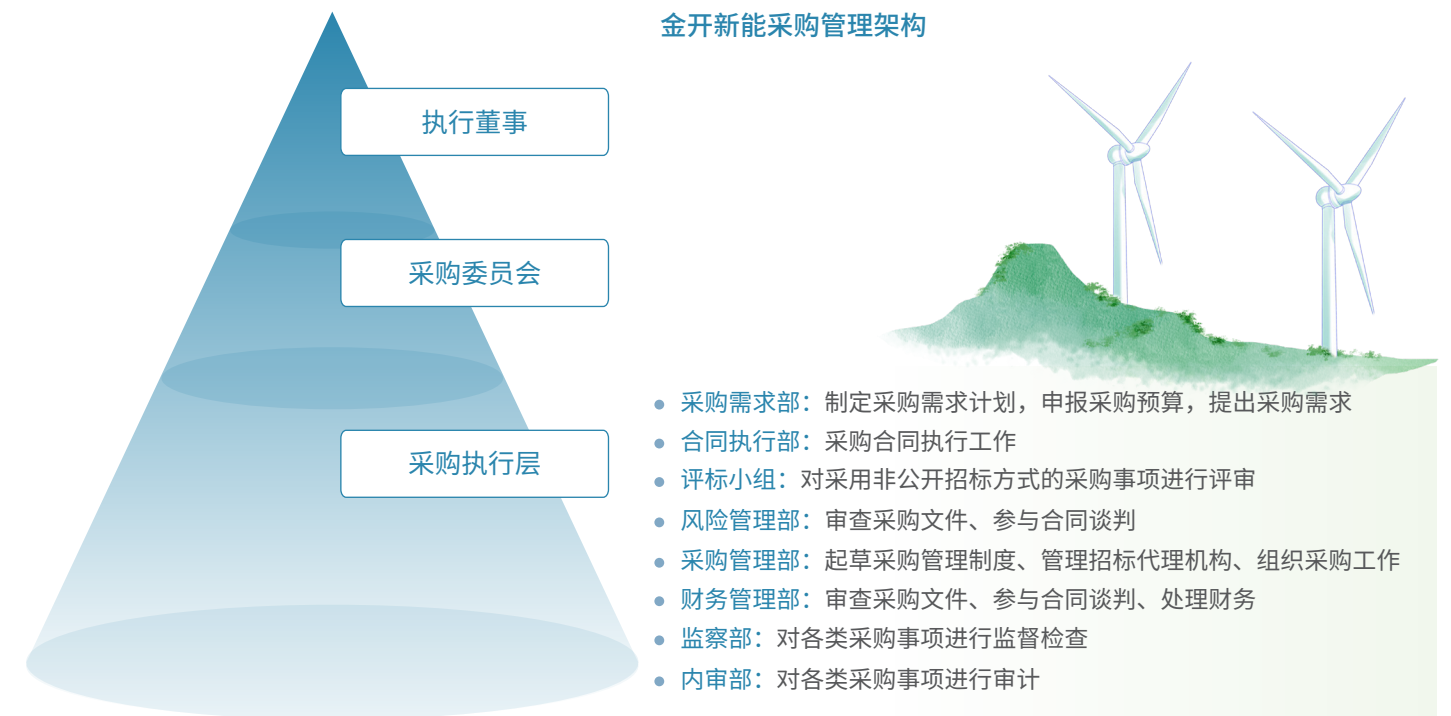 金开新能采购管理架构
执行董事
采购委员会
采购执行层
采购需求部：制定采购需求计划，申报采购预算，提出采购需求
合同执行部：采购合同执行工作
评标小组：对采用非公开招标方式的采购事项进行评审
风险管理部：审查采购文件、参与合同谈判
采购管理部：起草采购管理制度、管理招标代理机构、组织采购工作
财务管理部：审查采购文件、参与合同谈判、处理财务
监察部：对各类采购事项进行监督检查
内审部：对各类采购事项进行审计